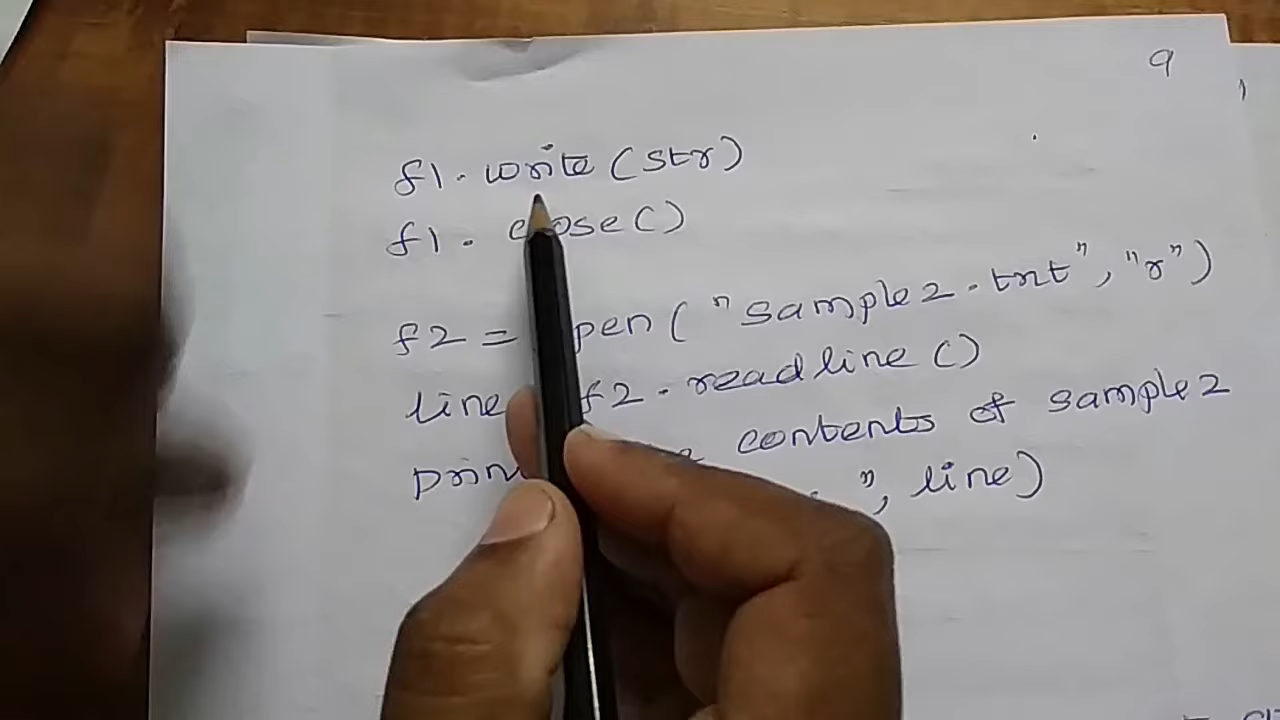 9
f1.write(str)
f1.close()
f2 = open("sample2.txt", "r")
line f2.readline()
contents of sample2
", line)